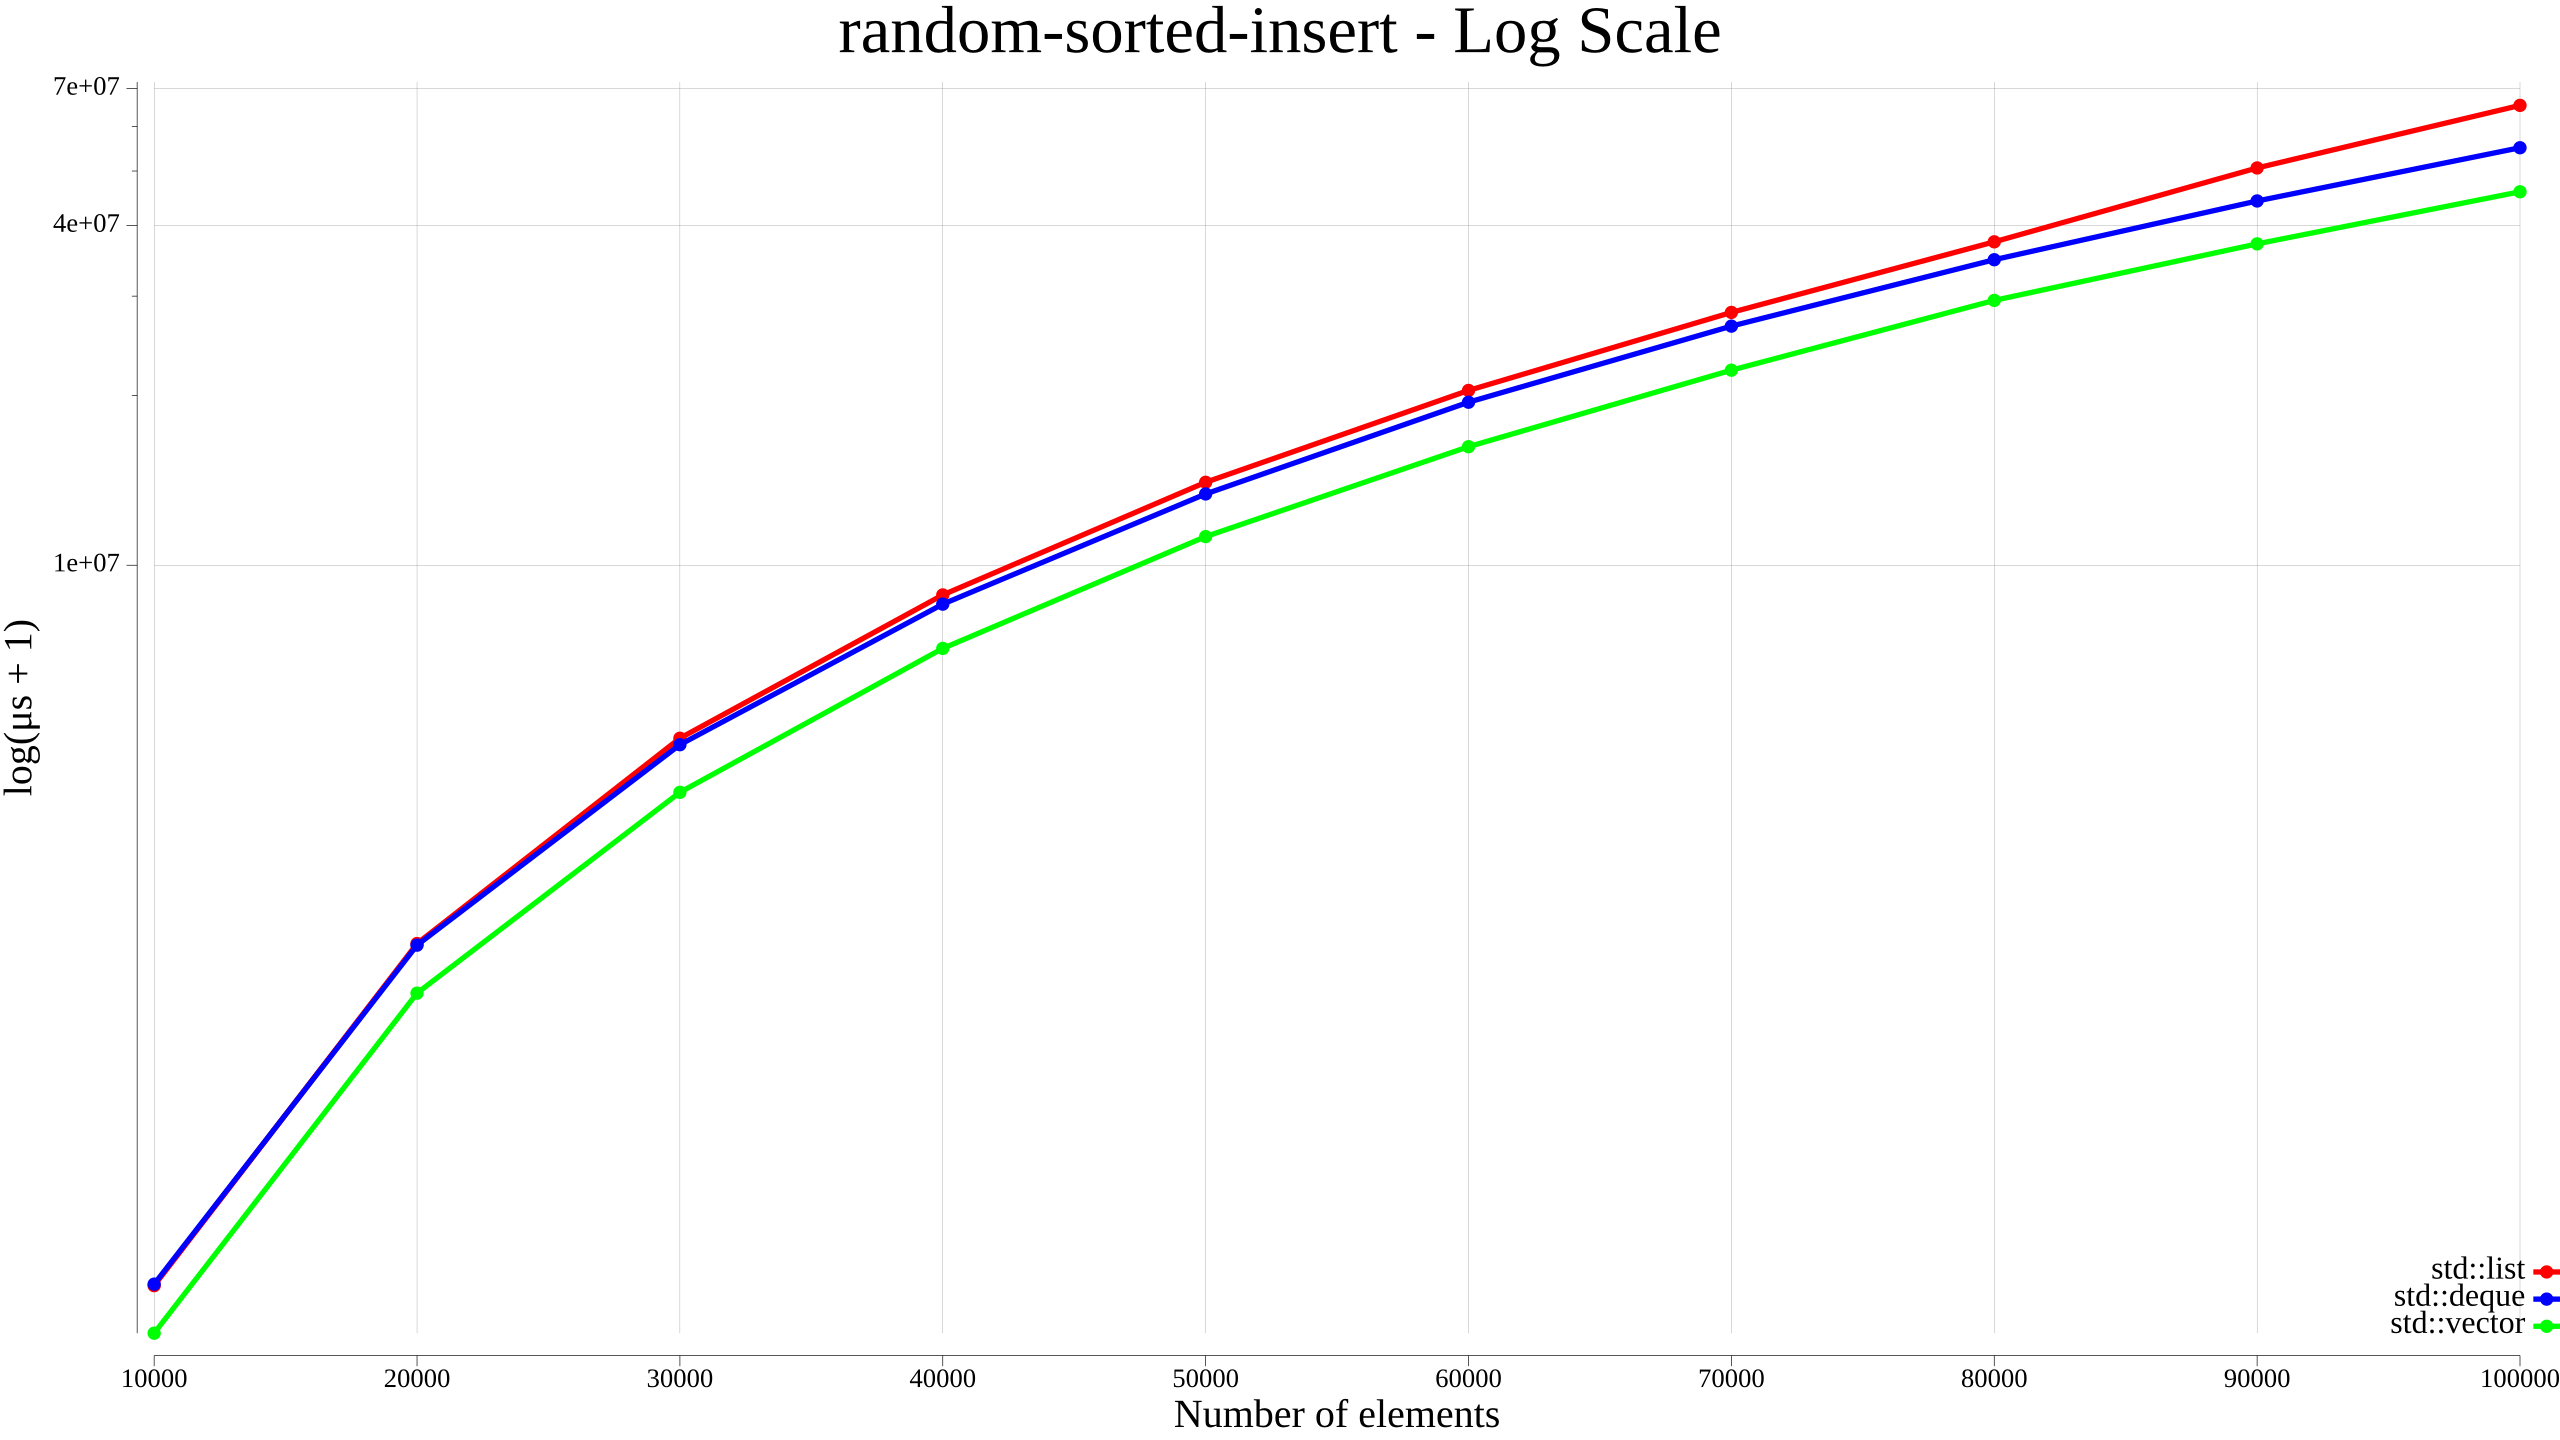 random-sorted-insert - Log Scale
7e+07
4e+07
1e+07
log(μs + 1)
std::list
std::deque
std::vector
10000 20000 30000 40000 50000 60000 70000 80000 90000 100000
Number of elements